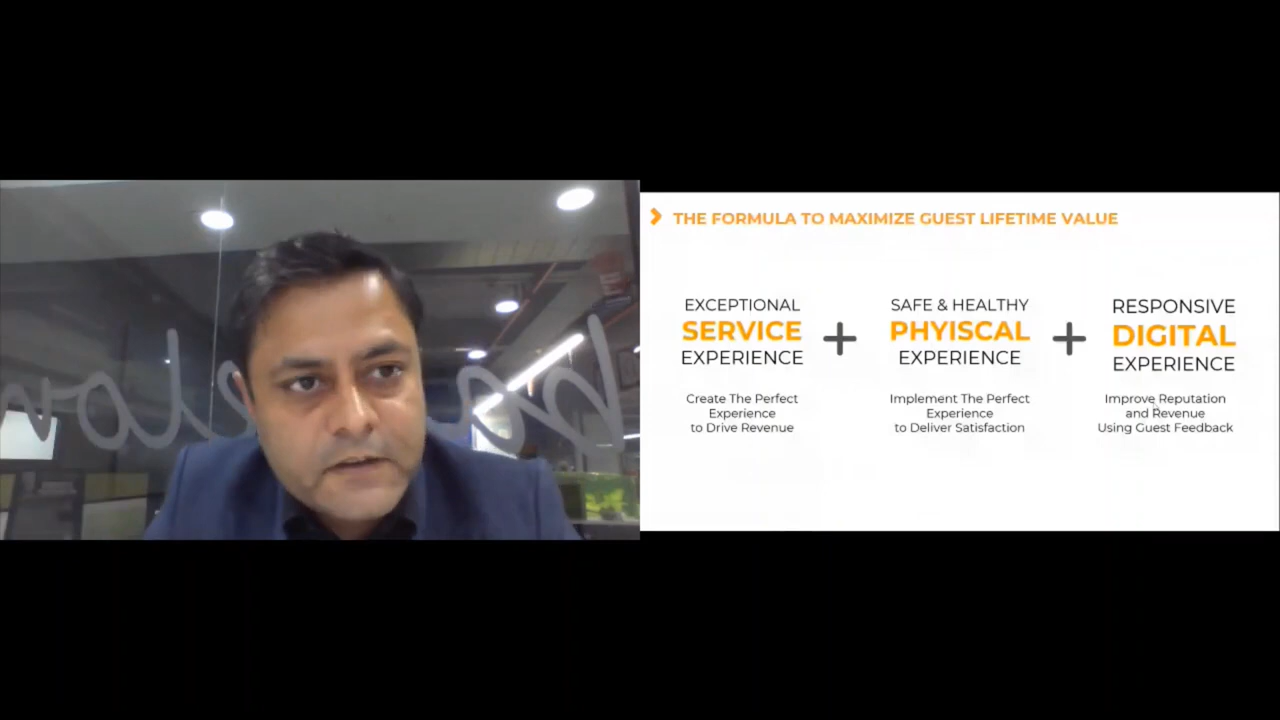 THE FORMULA TO MAXIMIZE GUEST LIFETIME VALUE
EXCEPTIONAL
SERVICE
EXPERIENCE
Create The Perfect
Experience
to Drive Revenue
+
SAFE & HEALTHY
PHYISCAL
EXPERIENCE
Implement The Perfect
Experience
to Deliver Satisfaction
+
RESPONSIVE
DIGITAL
EXPERIENCE
Improve Reputation
and Revenue
Using Guest Feedback